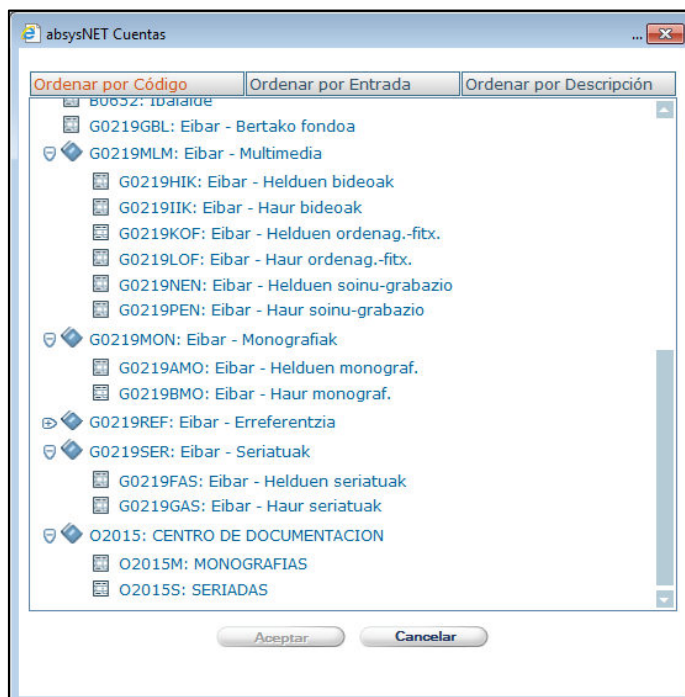 absysNET Cuentas
...
Ordenar por Código Ordenar por Entrada Ordenar por Descripción
B0652: Ibaialde
G0219GBL: Eibar - Bertako fondoa
G0219MLM: Eibar - Multimedia
G0219HIK: Eibar - Helduen bideoak
G0219IIK: Eibar - Haur bideoak
G0219KOF: Eibar - Helduen ordenag.-fitx.
G0219LOF: Eibar - Haur ordenag.-fitx.
G0219NEN: Eibar - Helduen soinu-grabazio
G0219PEN: Eibar - Haur soinu-grabazio
G0219MON: Eibar - Monografiak
G0219AMO: Eibar - Helduen monograf.
G0219BMO: Eibar - Haur monograf.
G0219REF: Eibar - Erreferentzia
G0219SER: Eibar - Seriatuak
G0219FAS: Eibar - Helduen seriatuak
G0219GAS: Eibar - Haur seriatuak
O2015: CENTRO DE DOCUMENTACION
O2015M: MONOGRAFIAS
O2015S: SERIADAS
Aceptar Cancelar